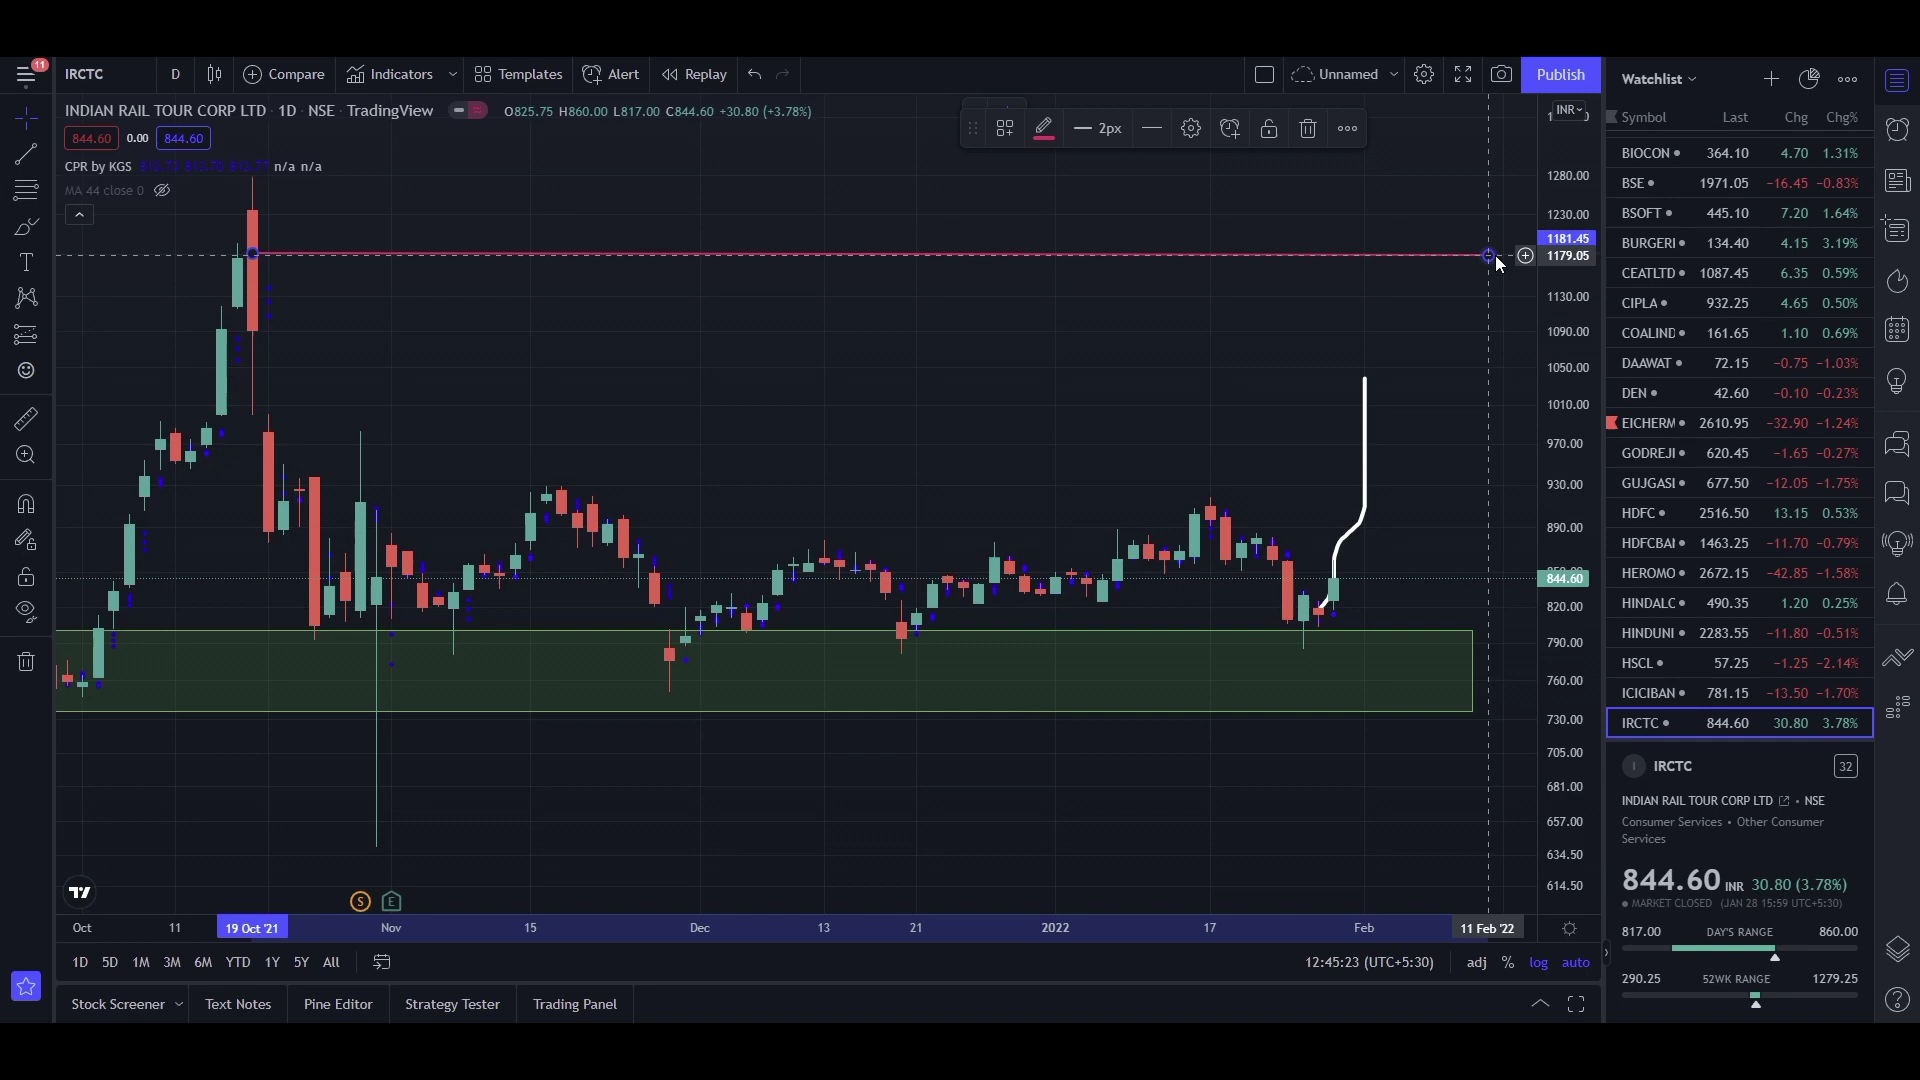 11
IRCTC D Compare Indicators Templates Alert Replay Unnamed Publish
INDIAN RAIL TOUR CORP LTD · 1D · NSE · TradingView O825.75 H860.00 L817.00 C844.60 +30.80 (+3.78%)
844.60 0.00 844.60
CPR by KGS n/a n/a
MA 44 close 0
2px
INR
1280.00
1230.00
1181.45
1179.05
1130.00
1090.00
1050.00
1010.00
970.00
930.00
890.00
844.60
820.00
790.00
760.00
730.00
705.00
681.00
657.00
634.50
614.50
S E
Oct 11 19 Oct '21 Nov 15 Dec 13 21 2022 17 Feb 11 Feb '22
1D 5D 1M 3M 6M YTD 1Y 5Y All 12:45:23 (UTC+5:30) adj % log auto
Stock Screener Text Notes Pine Editor Strategy Tester Trading Panel
Watchlist
Symbol Last Chg Chg%
BIOCON 364.10 4.70 1.31%
BSE 1971.05 −16.45 −0.83%
BSOFT 445.10 7.20 1.64%
BURGERI 134.40 4.15 3.19%
CEATLTD 1087.45 6.35 0.59%
CIPLA 932.25 4.65 0.50%
COALIND 161.65 1.10 0.69%
DAAWAT 72.15 −0.75 −1.03%
DEN 42.60 −0.10 −0.23%
EICHERM 2610.95 −32.90 −1.24%
GODREJI 620.45 −1.65 −0.27%
GUJGASI 677.50 −12.05 −1.75%
HDFC 2516.50 13.15 0.53%
HDFCBAI 1463.25 −11.70 −0.79%
HEROMO 2672.15 −42.85 −1.58%
HINDALC 490.35 1.20 0.25%
HINDUNI 2283.55 −11.80 −0.51%
HSCL 57.25 −1.25 −2.14%
ICICIBAN 781.15 −13.50 −1.70%
IRCTC 844.60 30.80 3.78%
I IRCTC 32
INDIAN RAIL TOUR CORP LTD • NSE
Consumer Services • Other Consumer
Services
844.60 INR 30.80 (3.78%)
MARKET CLOSED (JAN 28 15:59 UTC+5:30)
817.00 DAY'S RANGE 860.00
290.25 52WK RANGE 1279.25